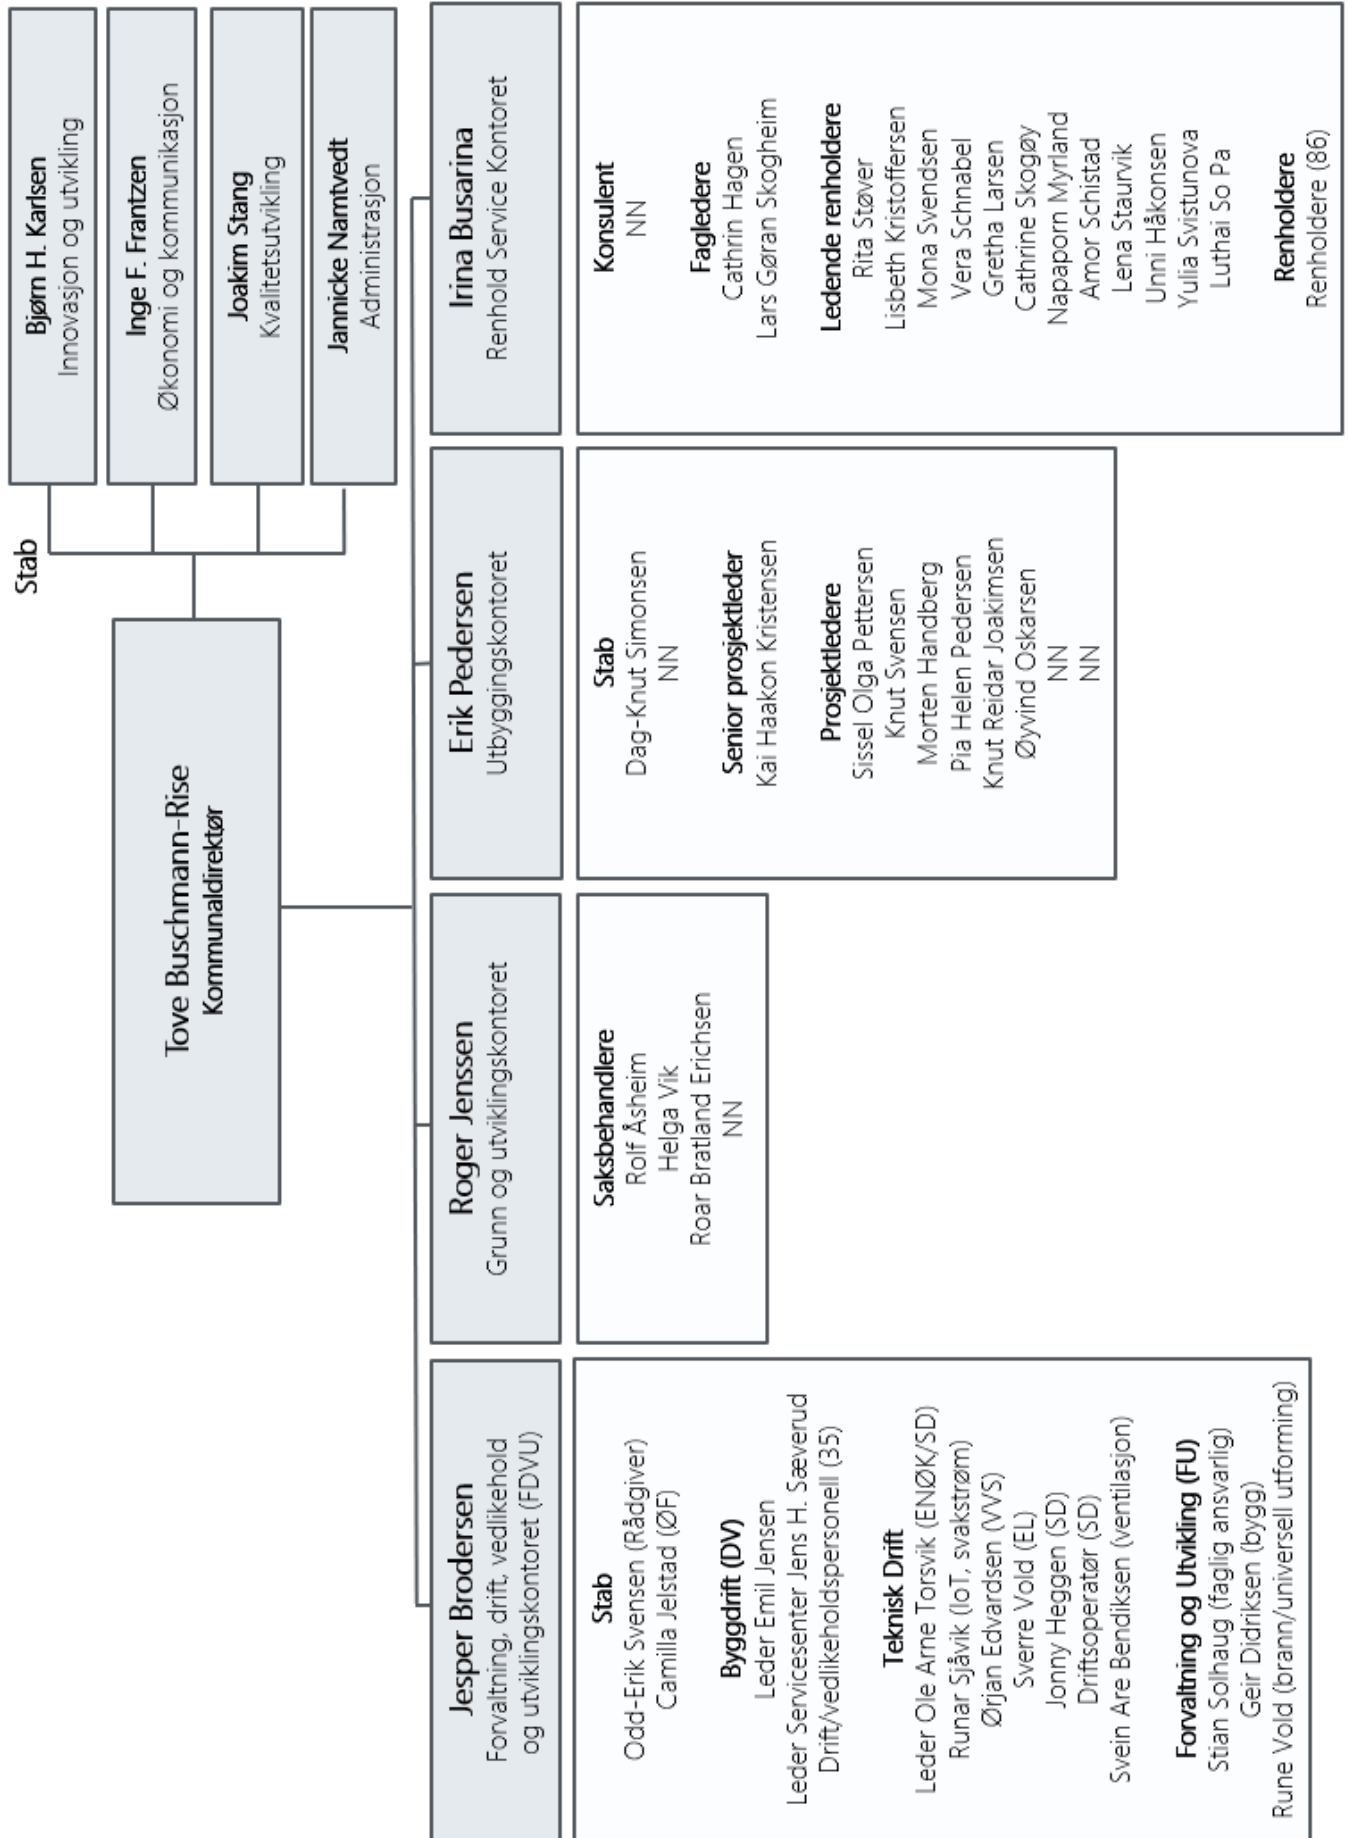 Tove Buschmann-Rise
Kommunaldirektør
Stab
Bjørn H. Karlsen
Innovasjon og utvikling
Inge F. Frantzen
Økonomi og kommunikasjon
Joakim Stang
Kvalitetsutvikling
Jannicke Namtvedt
Administrasjon
Jesper Brodersen
Forvaltning, drift, vedlikehold
og utviklingskontoret (FDVU)
Stab
Odd-Erik Svensen (Rådgiver)
Camilla Jelstad (ØF)
Byggdrift (DV)
Leder Emil Jensen
Leder Servicesenter Jens H. Sæverud
Drift/vedlikeholdspersonell (35)
Teknisk Drift
Leder Ole Arne Torsvik (ENØK/SD)
Runar Sjåvik (IoT, svakstrøm)
Ørjan Edvardsen (VVS)
Sverre Vold (EL)
Jonny Heggen (SD)
Driftsoperatør (SD)
Svein Are Bendiksen (ventilasjon)
Forvaltning og Utvikling (FU)
Stian Solhaug (faglig ansvarlig)
Geir Didriksen (bygg)
Rune Vold (brann/universell utforming)
Roger Jenssen
Grunn og utviklingskontoret
Saksbehandlere
Rolf Åsheim
Helga Vik
Roar Bratland Erichsen
NN
Erik Pedersen
Utbyggingskontoret
Stab
Dag-Knut Simonsen
NN
Senior prosjektleder
Kai Haakon Kristensen
Prosjektledere
Sissel Olga Pettersen
Knut Svensen
Morten Handberg
Pia Helen Pedersen
Knut Reidar Joakimsen
Øyvind Oskarsen
NN
NN
Irina Busarina
Renhold Service Kontoret
Konsulent
NN
Fagledere
Cathrin Hagen
Lars Gøran Skogheim
Ledende renholdere
Rita Støver
Lisbeth Kristoffersen
Mona Svendsen
Vera Schnabel
Gretha Larsen
Cathrine Skogøy
Napaporn Myrland
Amor Schistad
Lena Staurvik
Unni Håkonsen
Yulia Svistunova
Luthai So Pa
Renholdere
Renholdere (86)